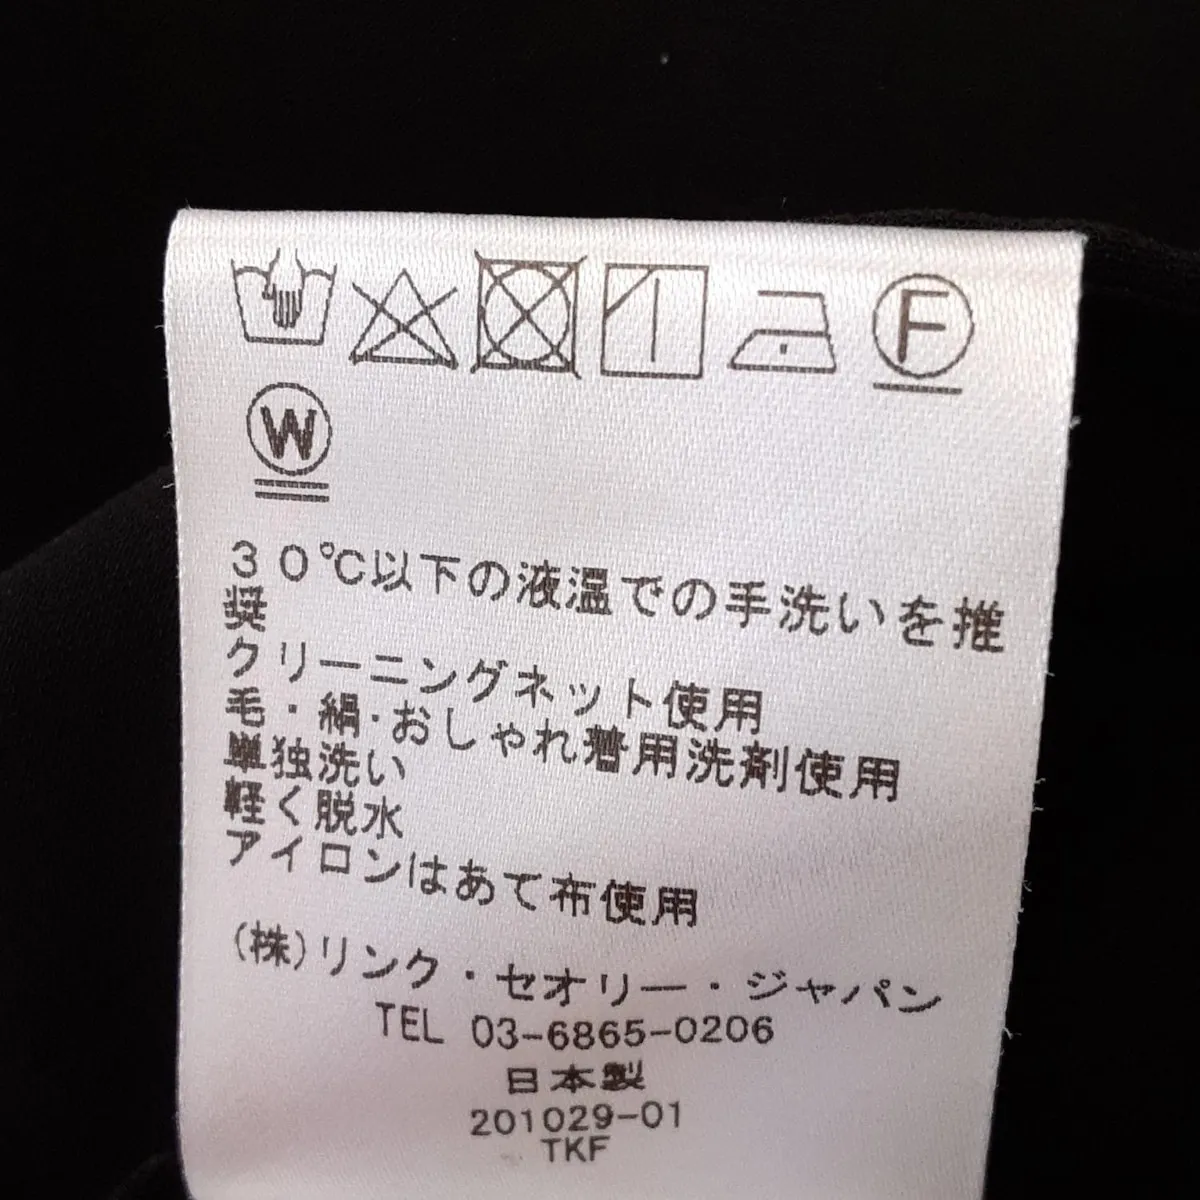 F
W
30℃以下の液温での手洗いを推
奨
クリーニングネット使用
毛・絹・おしゃれ着用洗剤使用
単独洗い
軽く脱水
アイロンはあて布使用
(株)リンク・セオリー・ジャパン
TEL 03-6865-0206
日本製
201029-01
TKF